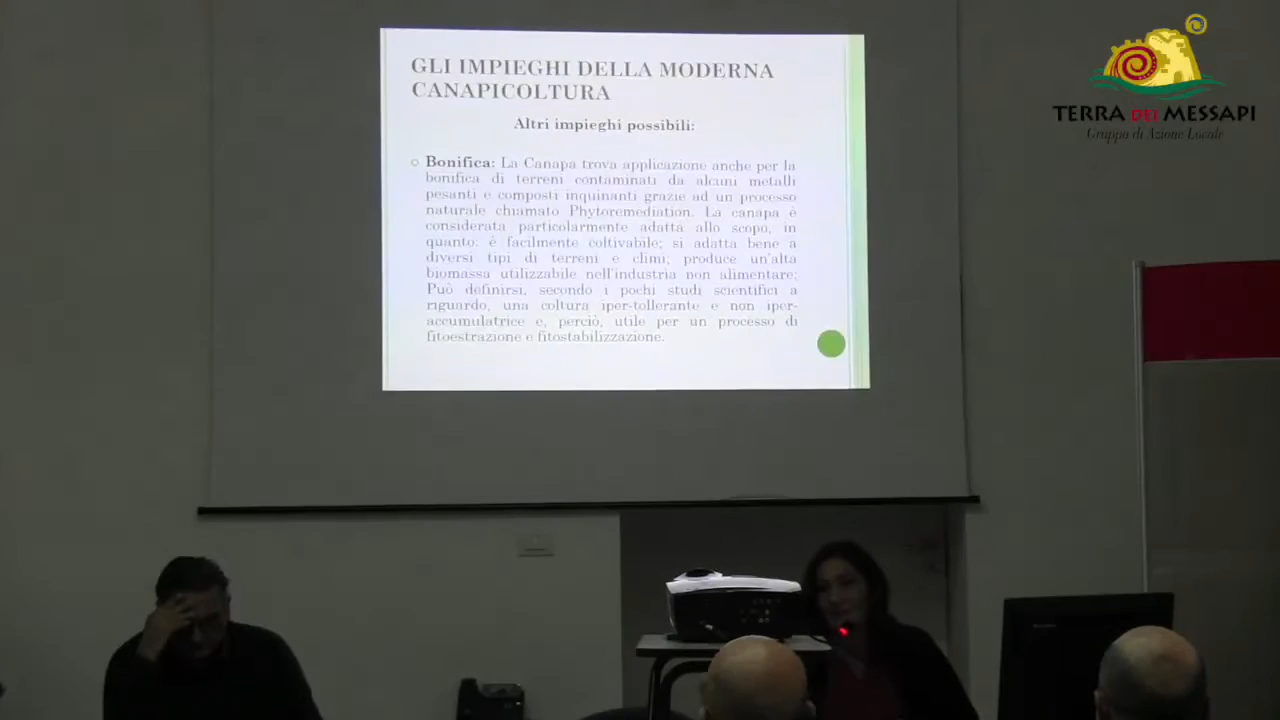 GLI IMPIEGHI DELLA MODERNA
CANAPICOLTURA
Altri impieghi possibili:
Bonifica: La Canapa trova applicazione anche per la
bonifica di terreni contaminati da alcuni metalli
pesanti e composti inquinanti grazie ad un processo
naturale chiamato Phytoremediation. La canapa è
considerata particolarmente adatta allo scopo, in
quanto: è facilmente coltivabile; si adatta bene a
diversi tipi di terreni e climi; produce un'alta
biomassa utilizzabile nell'industria non alimentare;
Può definirsi, secondo i pochi studi scientifici a
riguardo, una coltura iper-tollerante e non iper-
accumulatrice e, perciò, utile per un processo di
fitoestrazione e fitostabilizzazione.
TERRA DEI MESSAPI
Gruppo di Azione Locale